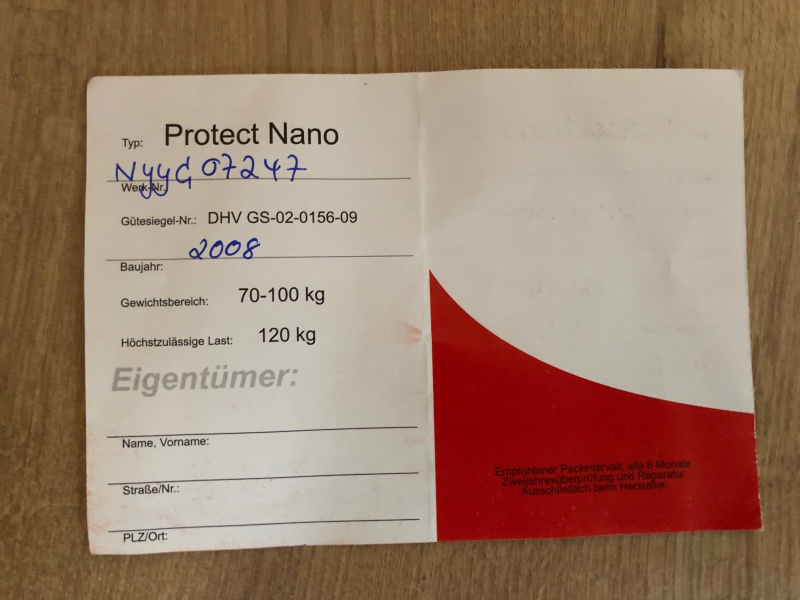 Typ: Protect Nano
NyyG 07247
Werk-Nr.
Gütesiegel-Nr.: DHV GS-02-0156-09
2008
Baujahr:
Gewichtsbereich: 70-100 kg
Höchstzulässige Last: 120 kg
Eigentümer:
Name, Vorname:
Straße/Nr.:
PLZ/Ort:
Empfohlener Packintervall: alle 6 Monate
Zweijahresüberprüfung und Reparatur
Ausschließlich beim Hersteller.